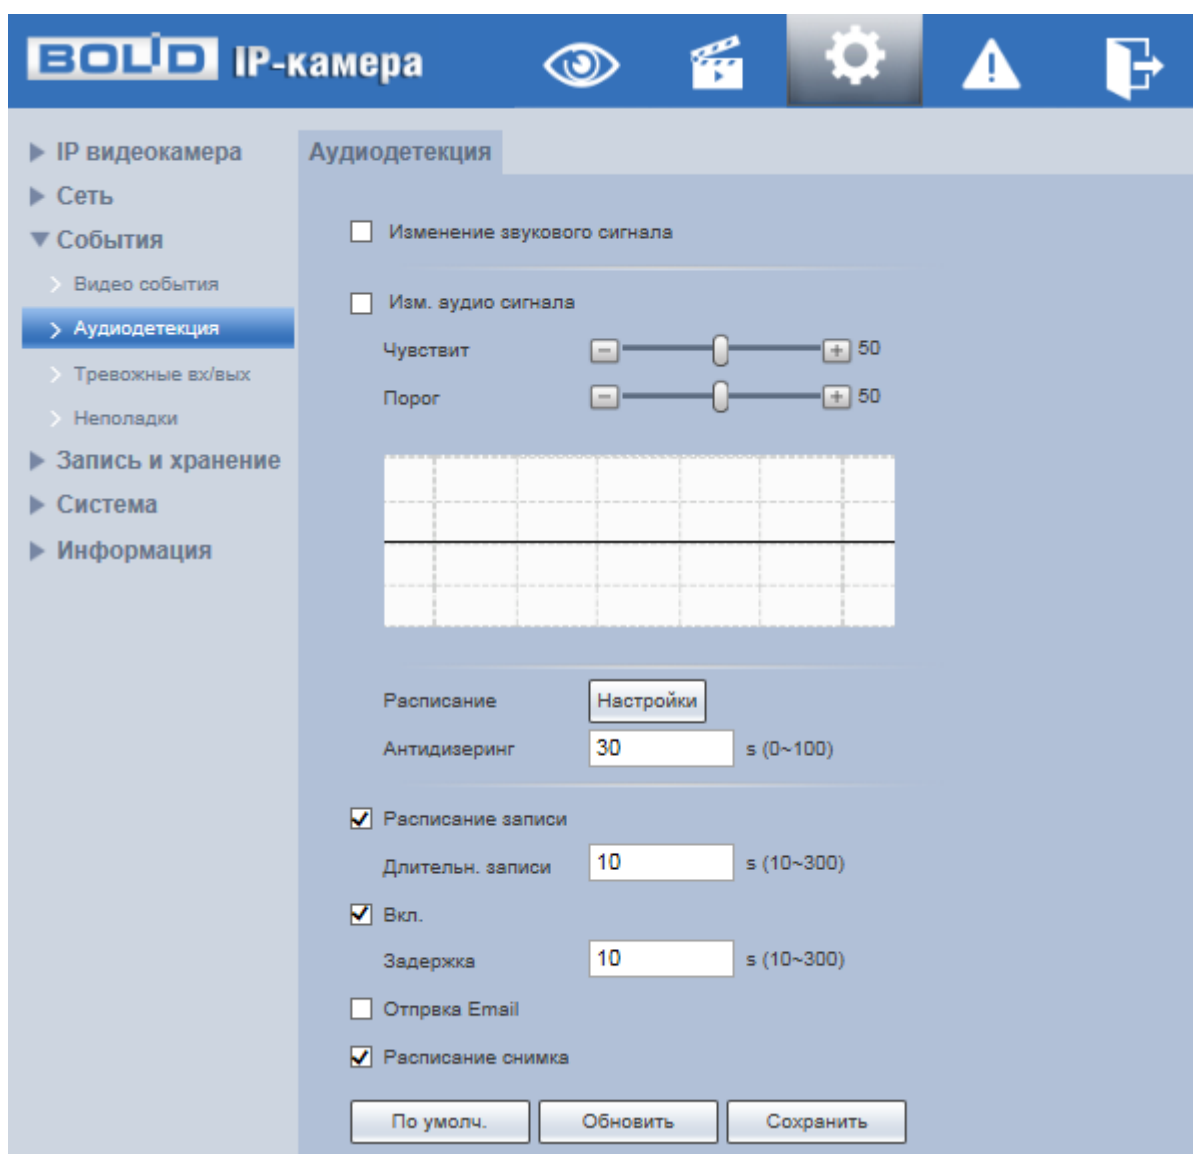 BOLID IP-камера
IP видеокамера
Сеть
События
Видео события
Аудиодетекция
Тревожные вх/вых
Неполадки
Запись и хранение
Система
Информация
Аудиодетекция
Изменение звукового сигнала
Изм. аудио сигнала
Чувствит 50
Порог 50
Расписание Настройки
Антидизеринг 30 s (0~100)
Расписание записи
Длительн. записи 10 s (10~300)
Вкл.
Задержка 10 s (10~300)
Отпрвка Email
Расписание снимка
По умолч. Обновить Сохранить